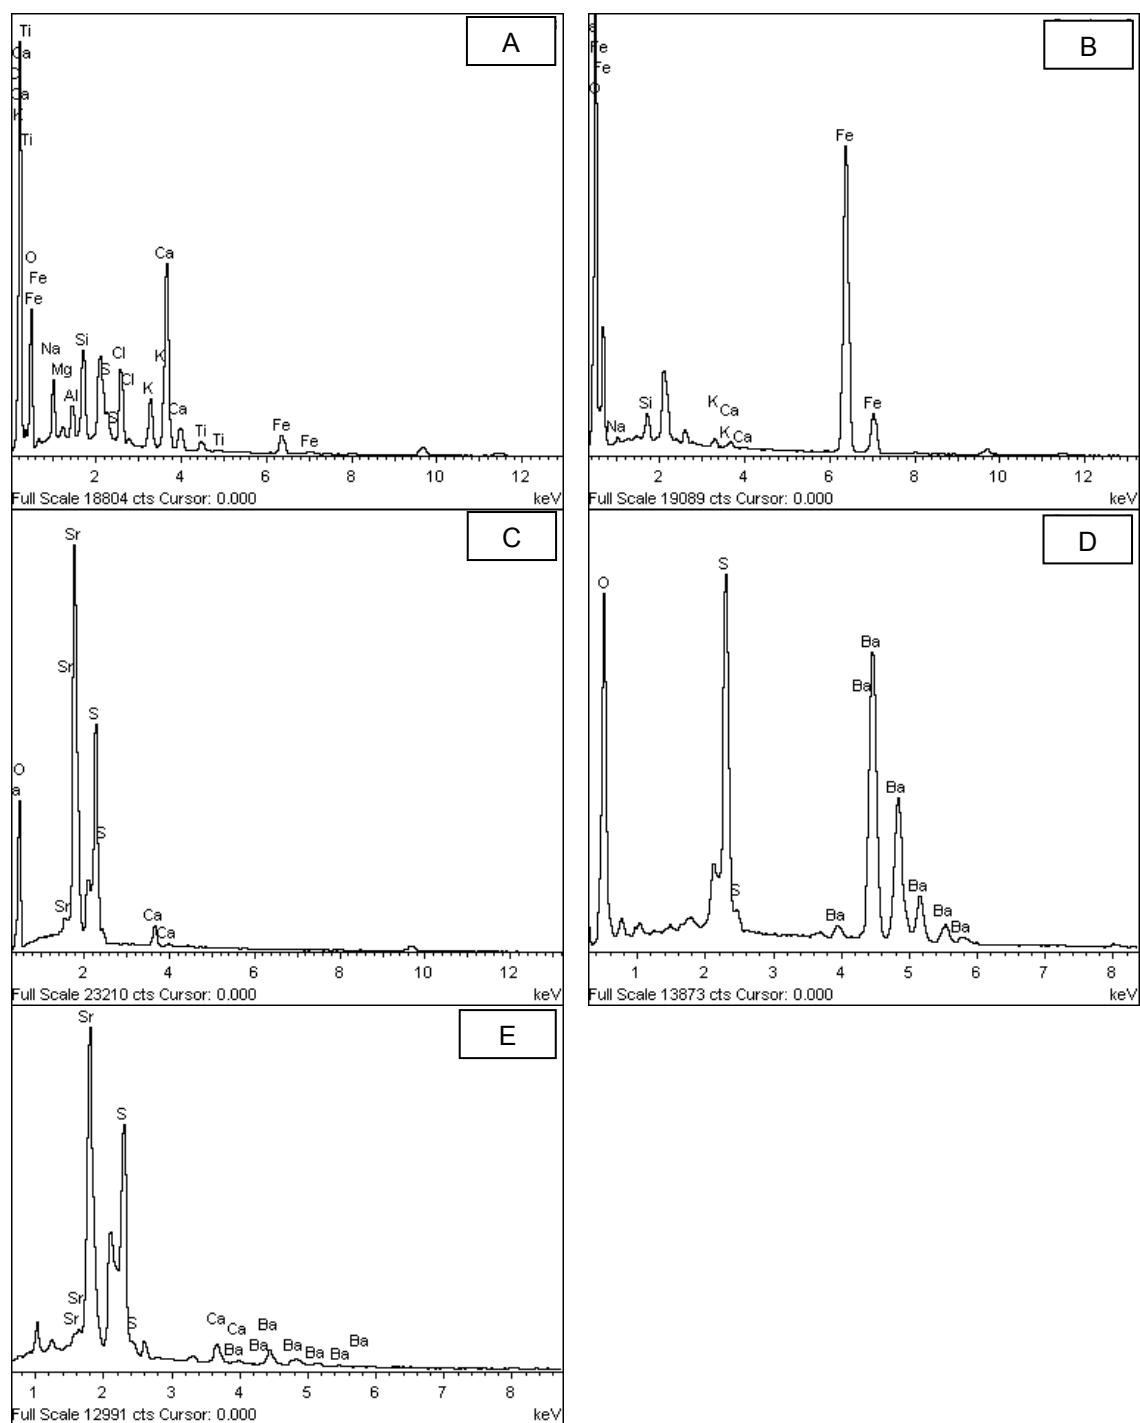 A
Ti
Ca
Ca
K
Ti
O
Fe
Fe
Na
Mg
Al
Si
S
S
Cl
Cl
K
K
Ca
Ca
Ti
Ti
Fe
Fe
2 4 6 8 10 12
Full Scale 18804 cts Cursor: 0.000 keV
B
a
Fe
Fe
O
Na
Si
K
Ca
K
Ca
Fe
Fe
2 4 6 8 10 12
Full Scale 19089 cts Cursor: 0.000 keV
C
Sr
Sr
S
O
a
S
Sr
Ca
Ca
2 4 6 8 10 12
Full Scale 23210 cts Cursor: 0.000 keV
D
S
O
Ba
Ba
Ba
S
Ba
Ba
Ba
Ba
1 2 3 4 5 6 7 8
Full Scale 13873 cts Cursor: 0.000 keV
E
Sr
S
Sr
Sr
S
Ca
Ca
Ba
Ba
Ba
Ba
Ba
Ba
Ba
1 2 3 4 5 6 7 8
Full Scale 12991 cts Cursor: 0.000 keV